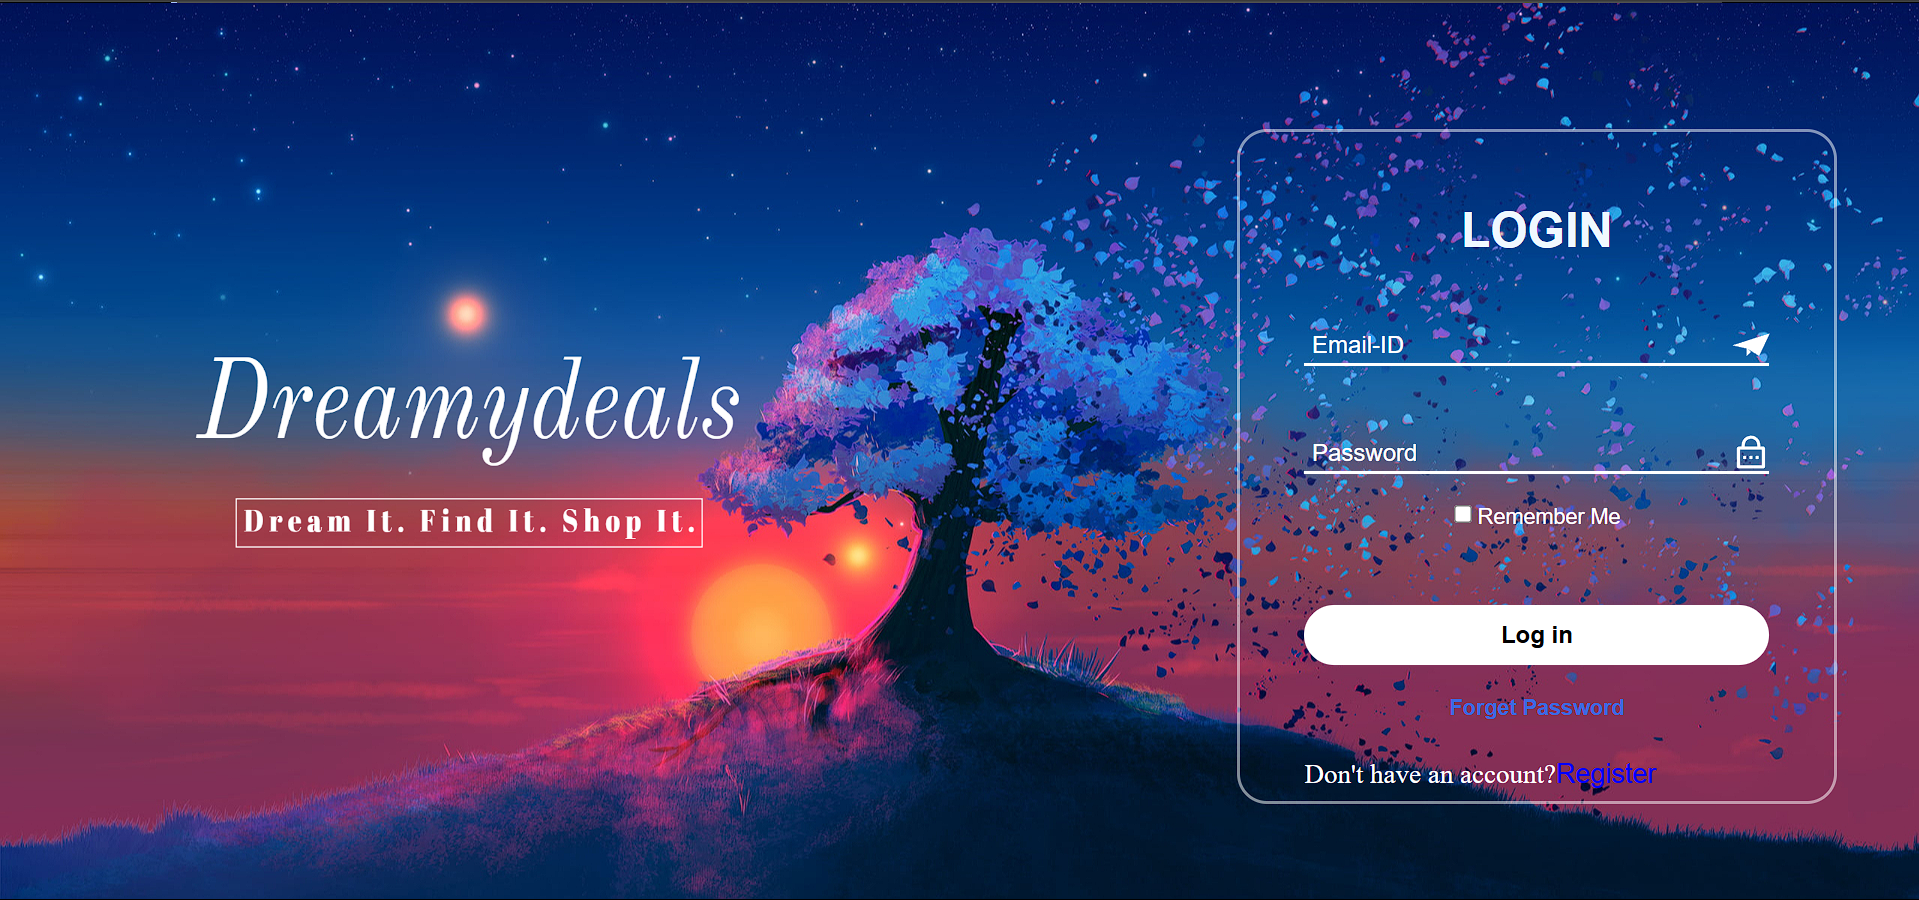 Dreamydeals
Dream It. Find It. Shop It.
LOGIN
Email-ID
Password
Remember Me
Log in
Forget Password
Don't have an account?Register